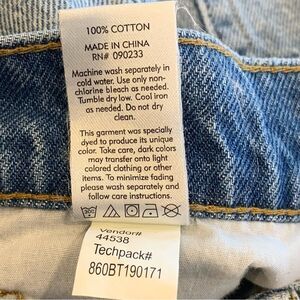 100% COTTON
MADE IN CHINA
RN# 090233
Machine wash separately in
cold water. Use only non-
chlorine bleach as needed.
Tumble dry low. Cool iron
as needed. Do not dry
clean.
This garment was specially
dyed to produce its unique
color. Take care, dark colors
may transfer onto light
colored clothing or other
items. To minimize fading
please wash separately and
follow care instructions.
Vendor#
44538
Techpack#
860BT190171